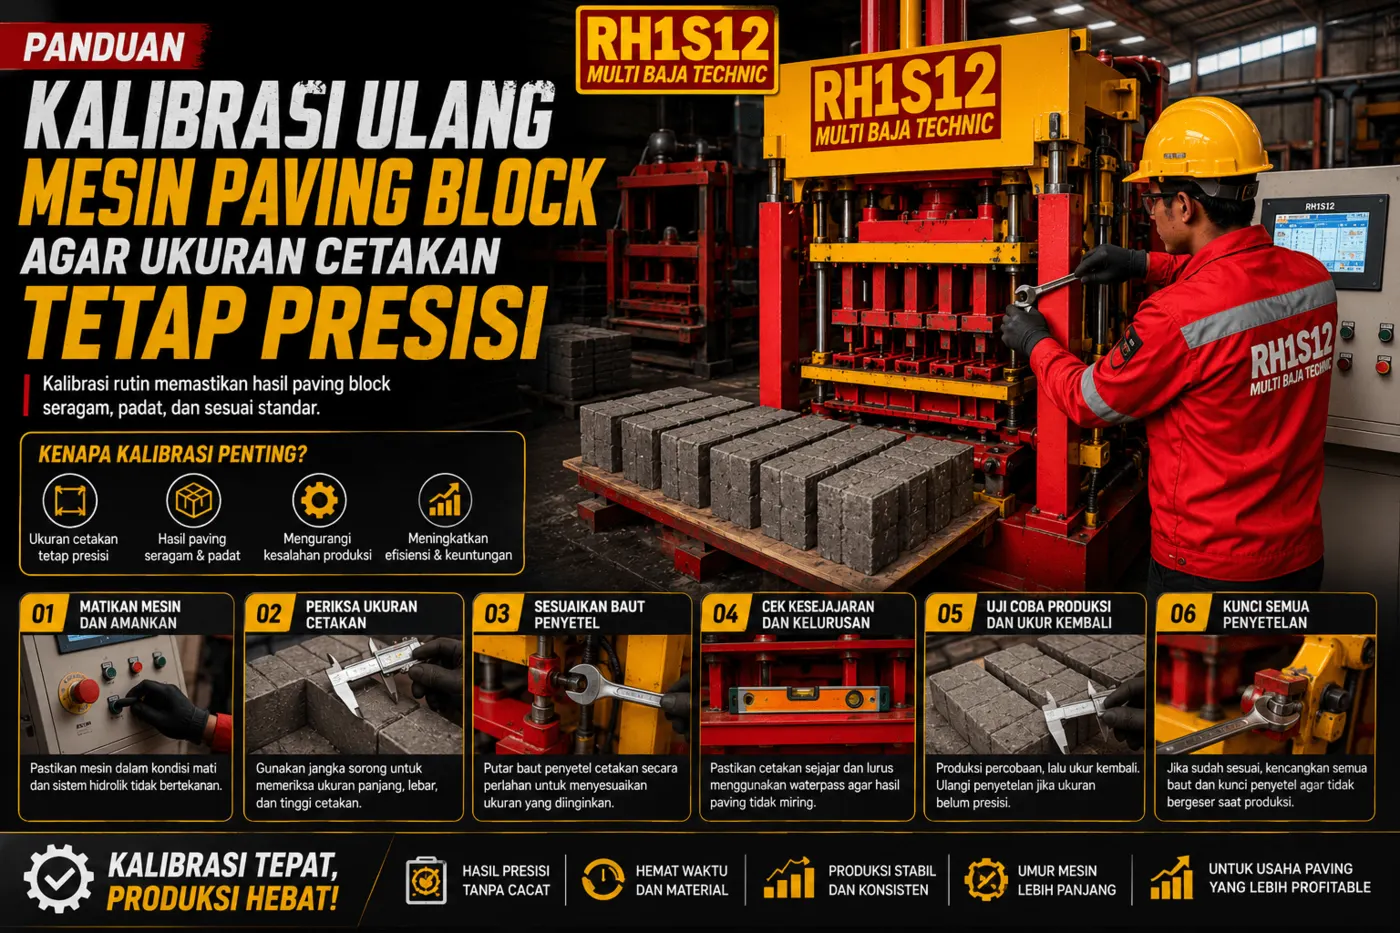 PANDUAN
KALIBRASI ULANG
MESIN PAVING BLOCK
AGAR UKURAN CETAKAN
TETAP PRESISI
Kalibrasi rutin memastikan hasil paving block
seragam, padat, dan sesuai standar.
RH1S12
MULTI BAJA TECHNIC
RH1S12
MULTI BAJA TECHNIC
RH1S12
RH1S12
MULTI BAJA TECHNIC
KENAPA KALIBRASI PENTING?
Ukuran cetakan
tetap presisi
Hasil paving
seragam & padat
Mengurangi
kesalahan produksi
Meningkatkan
efisiensi & keuntungan
01
MATIKAN MESIN
DAN AMANKAN
Pastikan mesin dalam kondisi mati
dan sistem hidrolik tidak bertekanan.
02
PERIKSA UKURAN
CETAKAN
Gunakan jangka sorong untuk
memeriksa ukuran panjang, lebar,
dan tinggi cetakan.
03
SESUAIKAN BAUT
PENYETEL
Putar baut penyetel cetakan secara
perlahan untuk menyesuaikan
ukuran yang diinginkan.
04
CEK KESEJAJARAN
DAN KELURUSAN
Pastikan cetakan sejajar dan lurus
menggunakan waterpass agar hasil
paving tidak miring.
05
UJI COBA PRODUKSI
DAN UKUR KEMBALI
Produksi percobaan, lalu ukur kembali.
Ulangi penyetelan jika ukuran
belum presisi.
06
KUNCI SEMUA
PENYETELAN
Jika sudah sesuai, kencangkan semua
baut dan kunci penyetel agar tidak
bergeser saat produksi.
KALIBRASI TEPAT,
PRODUKSI HEBAT!
HASIL PRESISI
TANPA CACAT
HEMAT WAKTU
DAN MATERIAL
PRODUKSI STABIL
DAN KONSISTEN
UMUR MESIN
LEBIH PANJANG
UNTUK USAHA PAVING
YANG LEBIH PROFITABLE